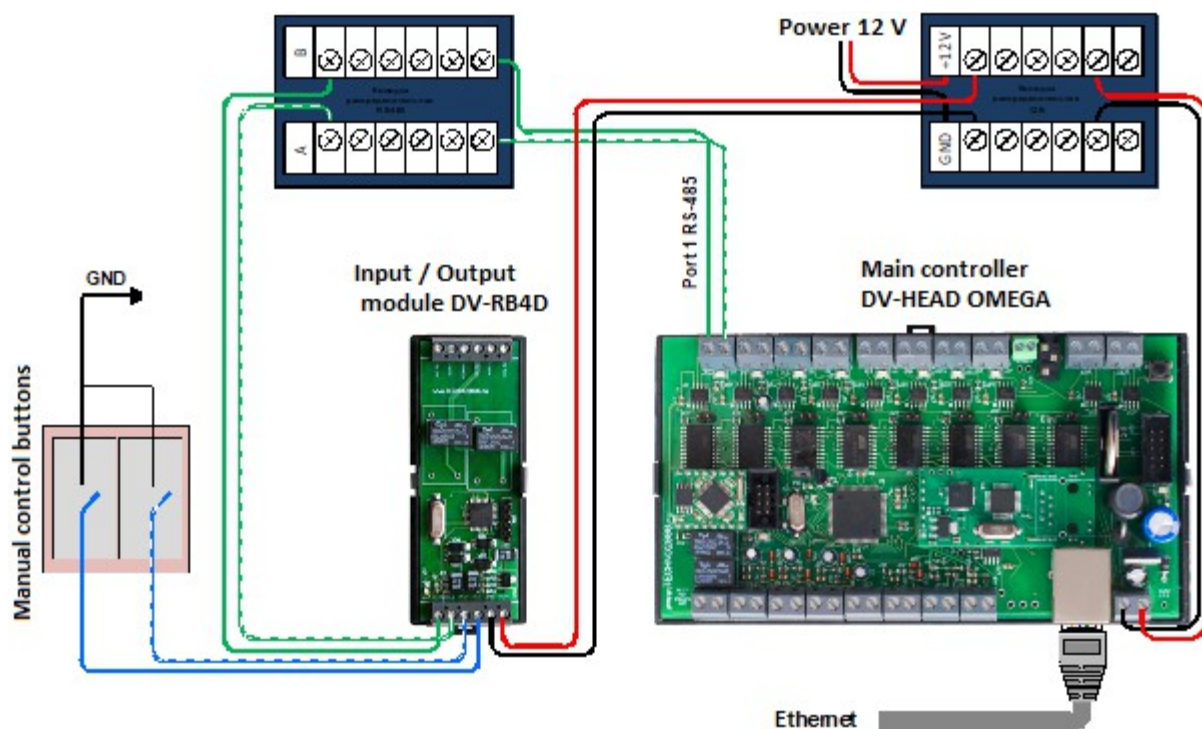 B
A
Power 12 V
+12V
GND
Port 1 RS-485
GND
Input / Output
module DV-RB4D
Main controller
DV-HEAD OMEGA
Manual control buttons
Ethernet